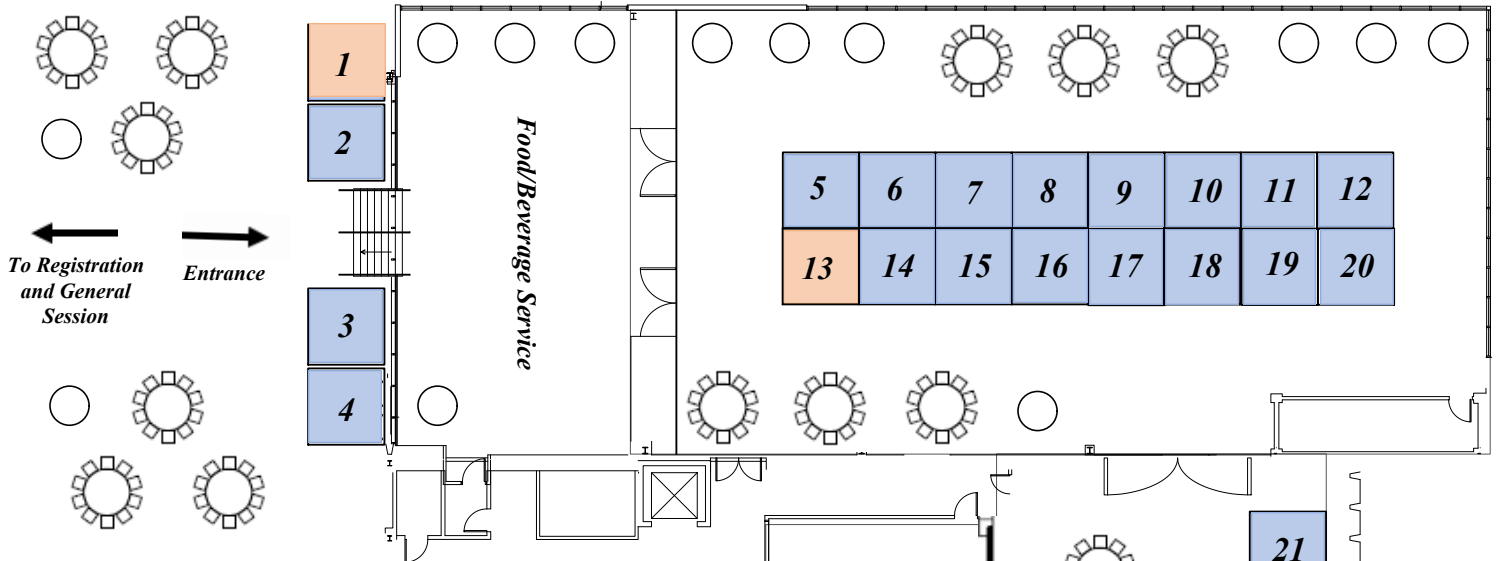 1
2
To Registration
and General
Session
Entrance
3
4
Food/Beverage Service
5 6 7 8 9 10 11 12
13 14 15 16 17 18 19 20
21